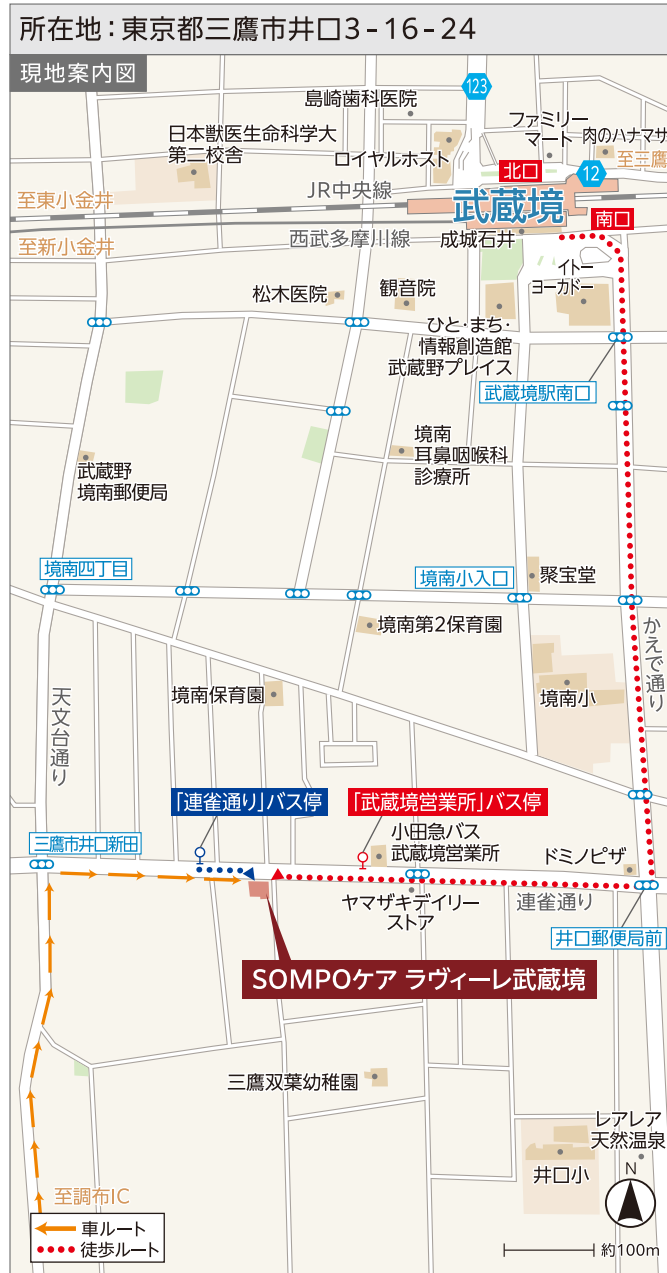 所在地：東京都三鷹市井口3-16-24
現地案内図
123
島崎歯科医院
ファミリー
マート
肉のハナマサ
日本獣医生命科学大
第二校舎
ロイヤルホスト
北口
12
至三鷹
至東小金井
JR中央線
武蔵境
南口
至新小金井
西武多摩川線
成城石井
イトー
ヨーカドー
松木医院
観音院
ひと・まち・
情報創造館
武蔵野プレイス
武蔵境駅南口
境南
耳鼻咽喉科
診療所
武蔵野
境南郵便局
境南四丁目
境南小入口
聚宝堂
境南第2保育園
かえで通り
境南保育園
境南小
天文台通り
「連雀通り」バス停
「武蔵境営業所」バス停
三鷹市井口新田
小田急バス
武蔵境営業所
ドミノピザ
ヤマザキデイリー
ストア
連雀通り
井口郵便局前
SOMPOケア ラヴィーレ武蔵境
三鷹双葉幼稚園
レアレア
天然温泉
井口小
N
至調布IC
車ルート
徒歩ルート
約100m